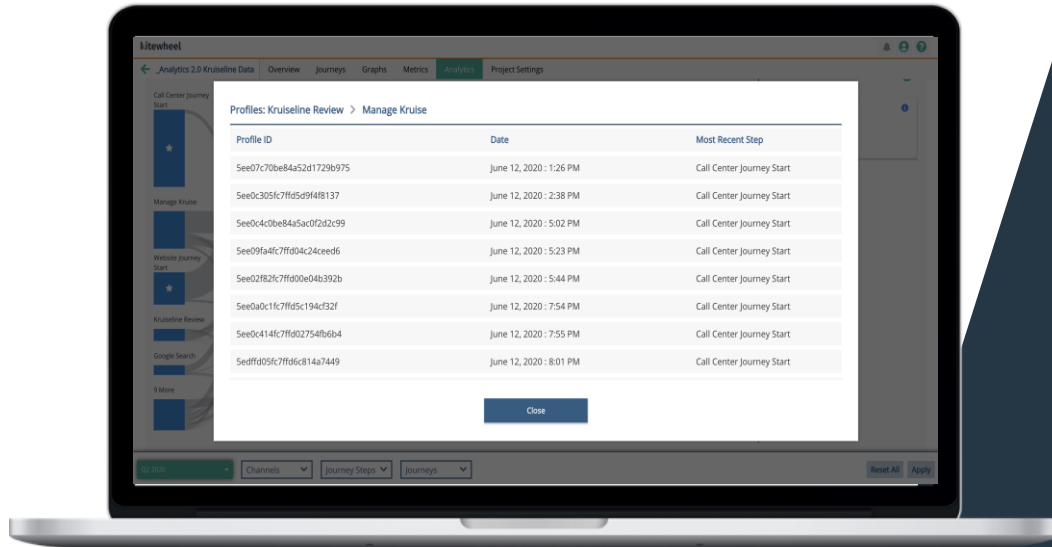 kitewheel
_Analytics 2.0 Kruiseline Data Overview Journeys Graphs Metrics Analytics Project Settings
Call Center Journey
Start
Manage Kruise
Website Journey
Start
Kruiseline Review
Google Search
9 More
Profiles: Kruiseline Review > Manage Kruise
Profile ID Date Most Recent Step
5ee07c70be84a52d1729b975 June 12, 2020 : 1:26 PM Call Center Journey Start
5ee0c305fc7ffd5d9f4f8137 June 12, 2020 : 2:38 PM Call Center Journey Start
5ee0c4c0be84a5ac0f2d2c99 June 12, 2020 : 5:02 PM Call Center Journey Start
5ee09fa4fc7ffd04c24ceed6 June 12, 2020 : 5:23 PM Call Center Journey Start
5ee02f82fc7ffd00e04b392b June 12, 2020 : 5:44 PM Call Center Journey Start
5ee0a0c1fc7ffd5c194cf32f June 12, 2020 : 7:54 PM Call Center Journey Start
5ee0c414fc7ffd02754fb6b4 June 12, 2020 : 7:55 PM Call Center Journey Start
5edffd05fc7ffd6c814a7449 June 12, 2020 : 8:01 PM Call Center Journey Start
Close
Q2 2020 Channels Journey Steps Journeys Reset All Apply